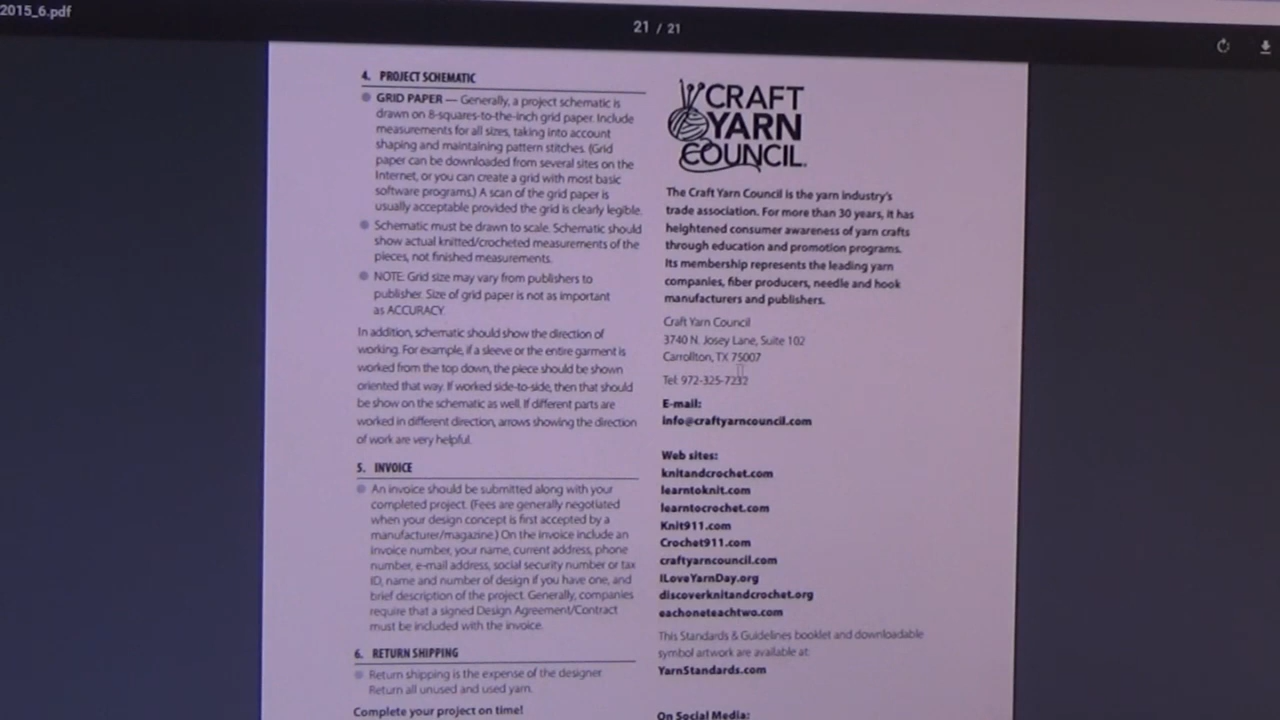 2015_6.pdf
21 / 21
4. PROJECT SCHEMATIC
GRID PAPER — Generally, a project schematic is
drawn on 8-squares-to-the-inch grid paper. Include
measurements for all sizes, taking into account
shaping and maintaining pattern stitches. (Grid
paper can be downloaded from several sites on the
Internet, or you can create a grid with most basic
software programs.) A scan of the grid paper is
usually acceptable provided the grid is clearly legible.
Schematic must be drawn to scale. Schematic should
show actual knitted/crocheted measurements of the
pieces, not finished measurements.
NOTE: Grid size may vary from publishers to
publisher. Size of grid paper is not as important
as ACCURACY.
In addition, schematic should show the direction of
working. For example, if a sleeve or the entire garment is
worked from the top down, the piece should be shown
oriented that way. If worked side-to-side, then that should
be show on the schematic as well. If different parts are
worked in different direction, arrows showing the direction
of work are very helpful.
5. INVOICE
An invoice should be submitted along with your
completed project. (Fees are generally negotiated
when your design concept is first accepted by a
manufacturer/magazine.) On the invoice include an
invoice number, your name, current address, phone
number, e-mail address, social security number or tax
ID, name and number of design if you have one, and
brief description of the project. Generally, companies
require that a signed Design Agreement/Contract
must be included with the invoice.
6. RETURN SHIPPING
Return shipping is the expense of the designer.
Return all unused and used yarn.
Complete your project on time!
CRAFT
YARN
COUNCIL.
The Craft Yarn Council is the yarn industry's
trade association. For more than 30 years, it has
heightened consumer awareness of yarn crafts
through education and promotion programs.
Its membership represents the leading yarn
companies, fiber producers, needle and hook
manufacturers and publishers.
Craft Yarn Council
3740 N. Josey Lane, Suite 102
Carrollton, TX 75007
Tel: 972-325-7232
E-mail:
info@craftyarncouncil.com
Web sites:
knitandcrochet.com
learntoknit.com
learntocrochet.com
Knit911.com
Crochet911.com
craftyarncouncil.com
ILoveYarnDay.org
discoverknitandcrochet.org
eachoneteachtwo.com
This Standards & Guidelines booklet and downloadable
symbol artwork are available at:
YarnStandards.com
On Social Media: